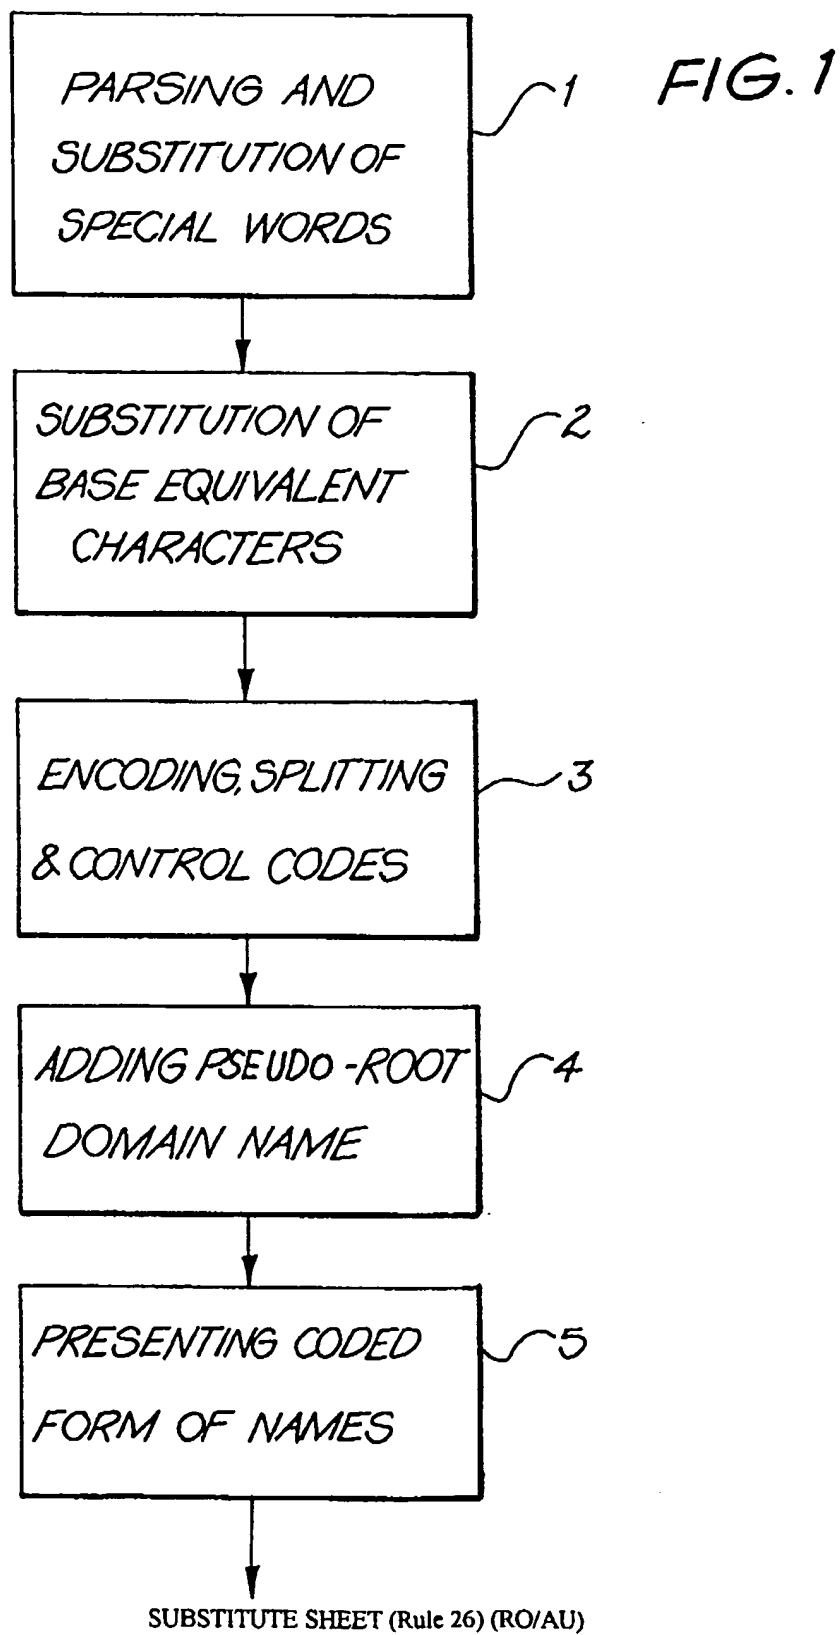 FIG. 1
PARSING AND
SUBSTITUTION OF
SPECIAL WORDS
1
SUBSTITUTION OF
BASE EQUIVALENT
CHARACTERS
2
ENCODING, SPLITTING
& CONTROL CODES
3
ADDING PSEUDO-ROOT
DOMAIN NAME
4
PRESENTING CODED
FORM OF NAMES
5
SUBSTITUTE SHEET (Rule 26) (RO/AU)